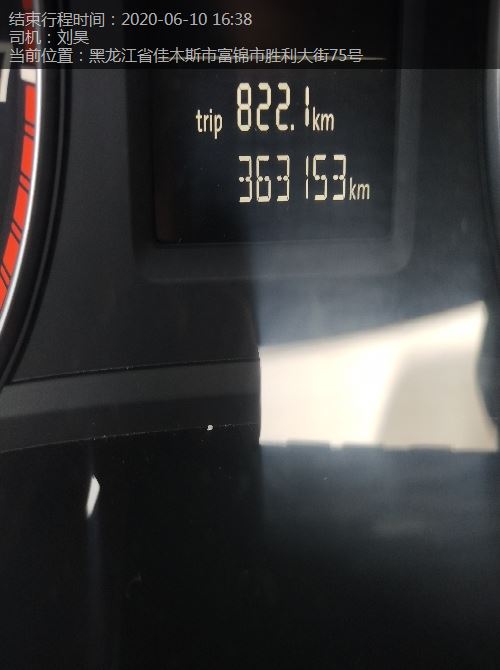 结束行程时间：2020-06-10 16:38
司机：刘昊
当前位置：黑龙江省佳木斯市富锦市胜利大街75号
trip 822.1km
363153km